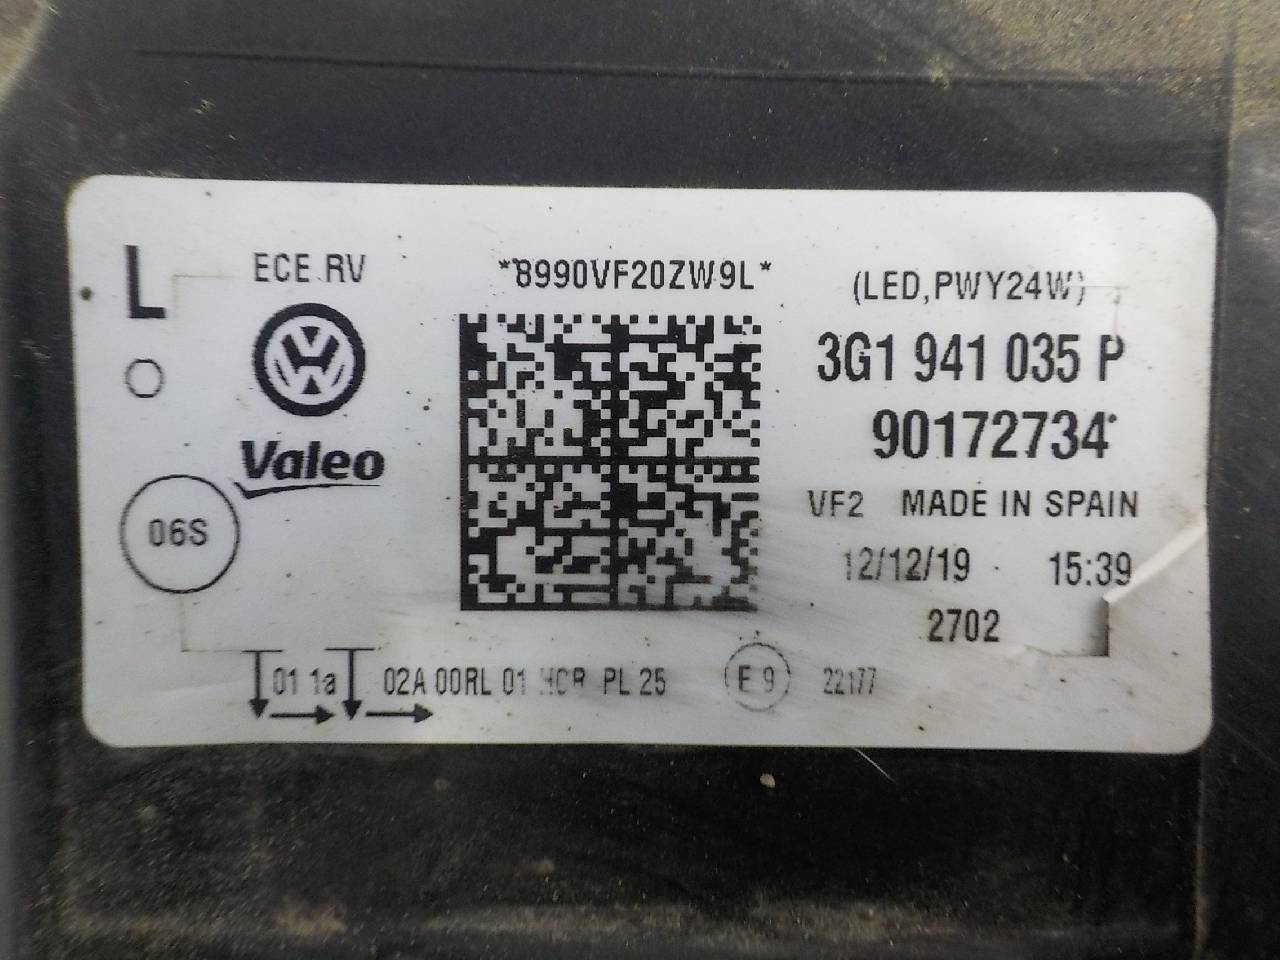 L
ECE RV
*8990VF20ZW9L*
(LED,PWY24W)
3G1 941 035 P
90172734*
Valeo
06S
VF2 MADE IN SPAIN
12/12/19 15:39
2702
01 1a 02A 00RL 01 HCR PL 25 E 9 22177